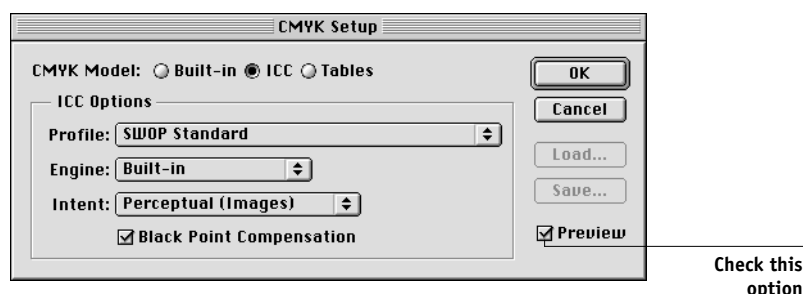 CMYK Setup
CMYK Model: Built-in ICC Tables
ICC Options
Profile: SWOP Standard
Engine: Built-in
Intent: Perceptual (Images)
Black Point Compensation
OK
Cancel
Load...
Save...
Preview
Check this
option